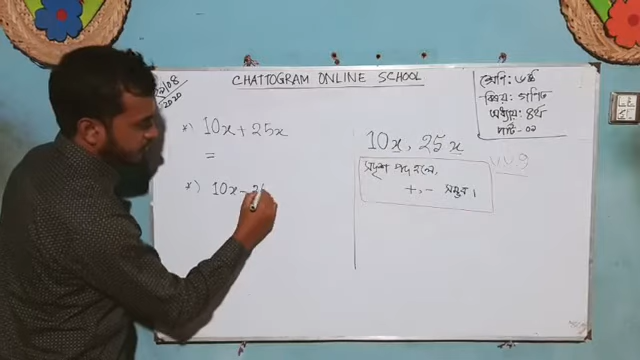 CHATTOGRAM ONLINE SCHOOL
শ্রেণি: ৬ষ্ঠ
বিষয়: গণিত
অধ্যায়: ৪র্থ
পার্ট - ০২
2020
*) 10x + 25x
=
*) 10x -
10x, 25x
সদৃশ পদ হলে,
+, - সম্ভব।